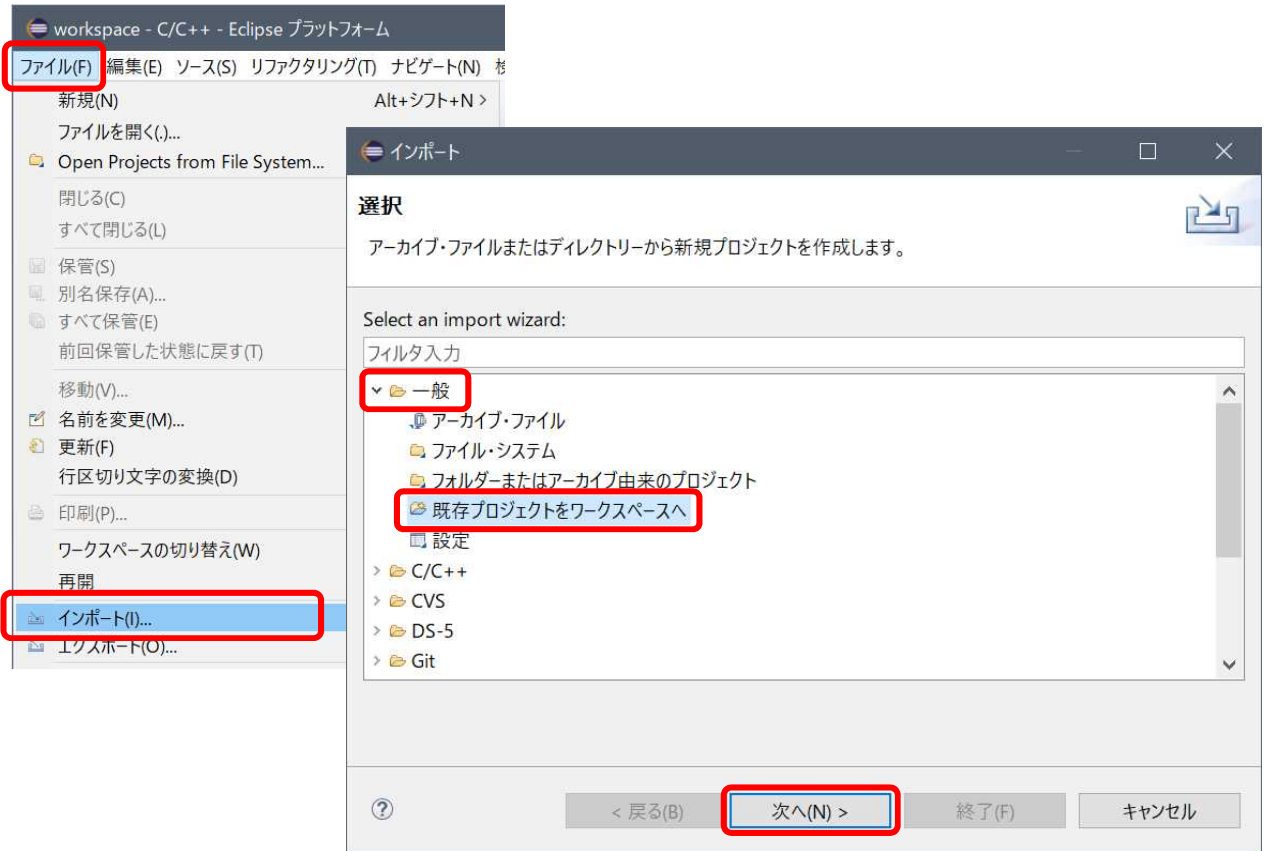 workspace - C/C++ - Eclipse プラットフォーム
ファイル(F) 編集(E) ソース(S) リファクタリング(T) ナビゲート(N)
新規(N) Alt+シフト+N >
ファイルを開く(.)...
Open Projects from File System...
閉じる(C)
すべて閉じる(L)
保管(S)
別名保存(A)...
すべて保管(E)
前回保管した状態に戻す(T)
移動(V)...
名前を変更(M)...
更新(F)
行区切り文字の変換(D)
印刷(P)...
ワークスペースの切り替え(W)
再開
インポート(I)...
エクスポート(O)...
インポート
選択
アーカイブ・ファイルまたはディレクトリーから新規プロジェクトを作成します。
Select an import wizard:
フィルタ入力
一般
アーカイブ・ファイル
ファイル・システム
フォルダーまたはアーカイブ由来のプロジェクト
既存プロジェクトをワークスペースへ
設定
C/C++
CVS
DS-5
Git
< 戻る(B) 次へ(N) > 終了(F) キャンセル